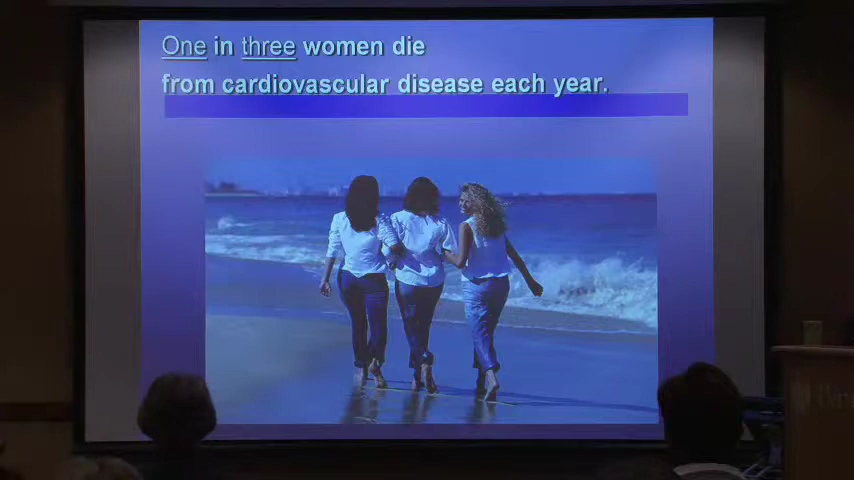 One in three women die
from cardiovascular disease each year.